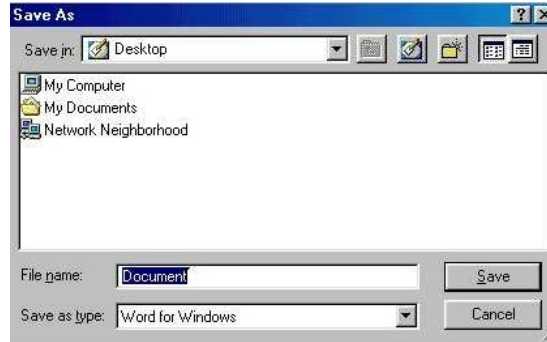 Save As
Save in: Desktop
My Computer
My Documents
Network Neighborhood
File name: Document Save
Save as type: Word for Windows Cancel